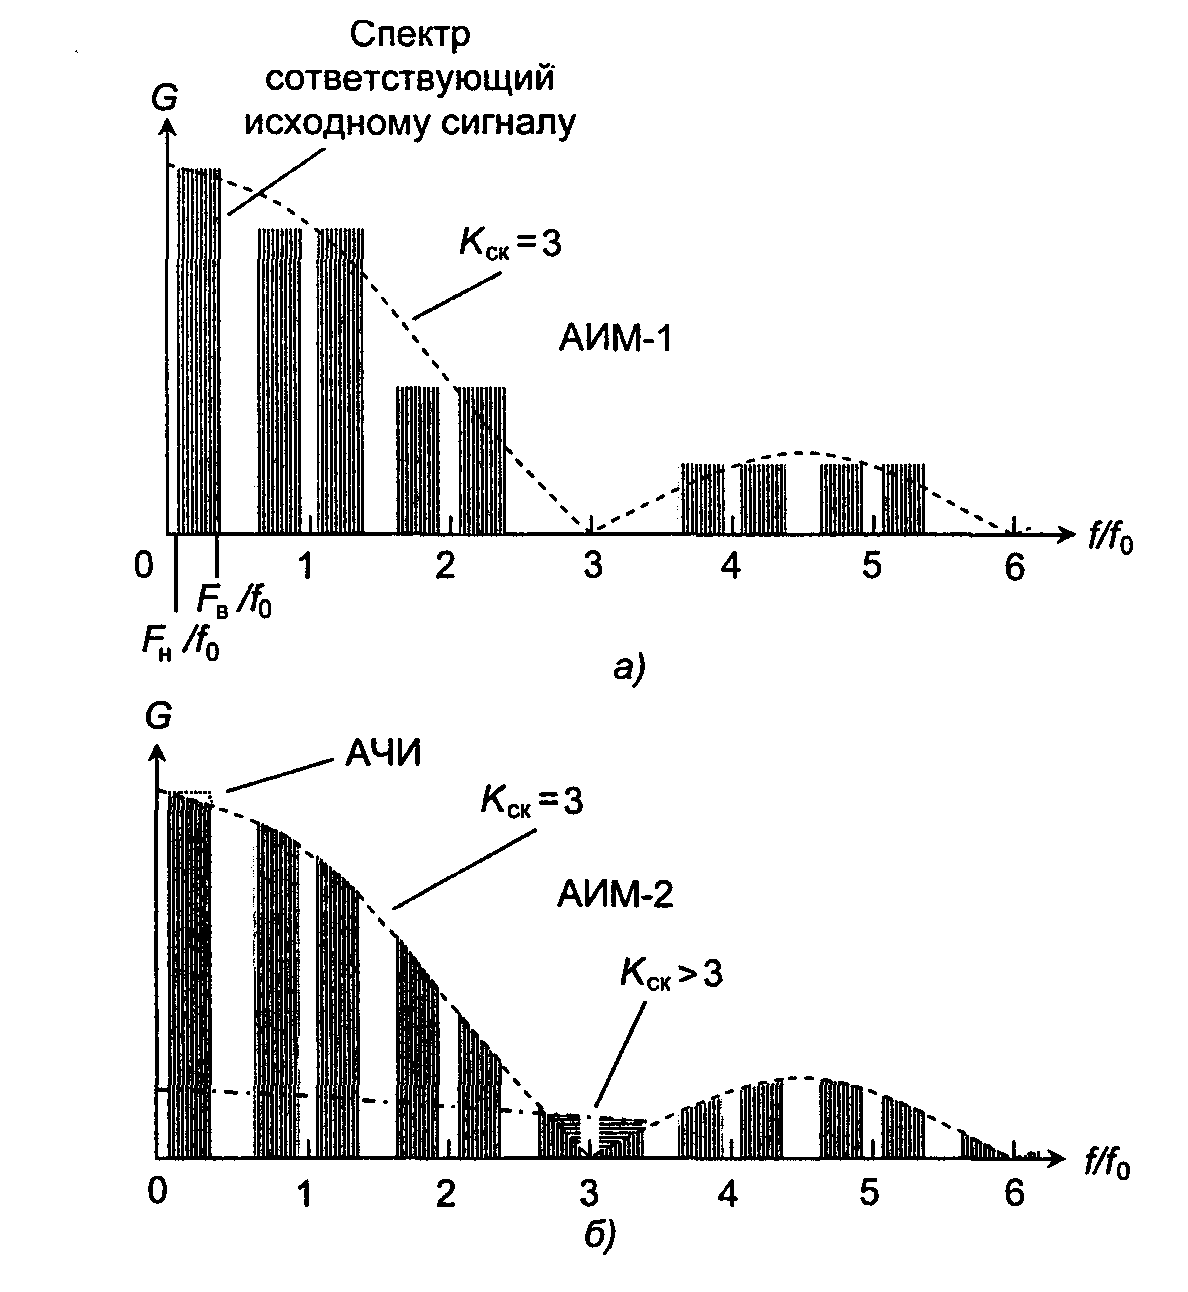 Спектр
сответствующий
исходному сигналу
G
Kск = 3
АИМ-1
0 1 2 3 4 5 6 f/f0
Fв /f0
Fн /f0
а)
G
АЧИ
Kск = 3
АИМ-2
Kск > 3
0 1 2 3 4 5 6 f/f0
б)